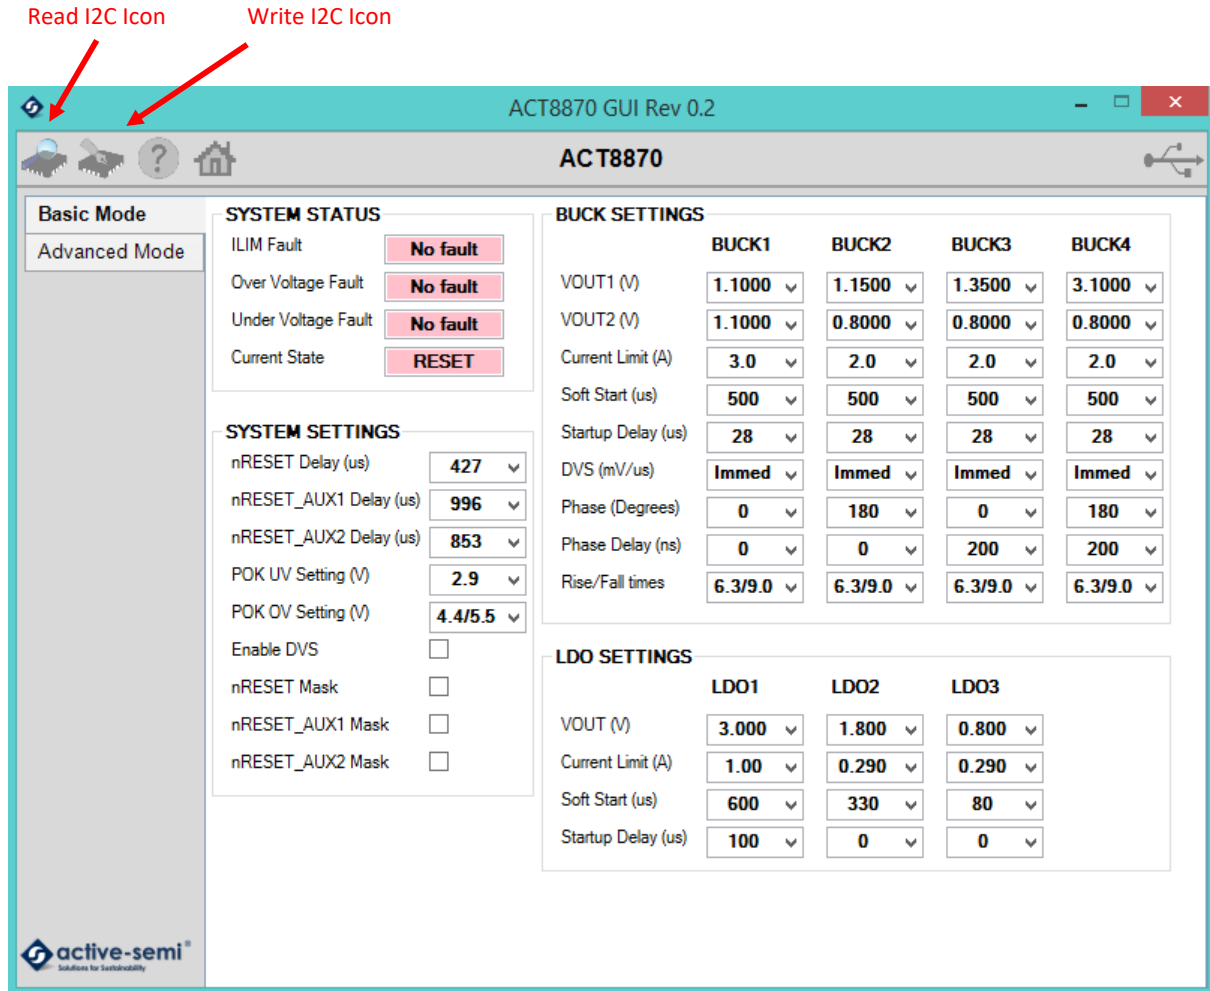 Read I2C Icon Write I2C Icon
ACT8870 GUI Rev 0.2
ACT8870
Basic Mode
Advanced Mode
SYSTEM STATUS
ILIM Fault No fault
Over Voltage Fault No fault
Under Voltage Fault No fault
Current State RESET
SYSTEM SETTINGS
nRESET Delay (us) 427
nRESET_AUX1 Delay (us) 996
nRESET_AUX2 Delay (us) 853
POK UV Setting (V) 2.9
POK OV Setting (V) 4.4/5.5
Enable DVS
nRESET Mask
nRESET_AUX1 Mask
nRESET_AUX2 Mask
BUCK SETTINGS
BUCK1 BUCK2 BUCK3 BUCK4
VOUT1 (V) 1.1000 1.1500 1.3500 3.1000
VOUT2 (V) 1.1000 0.8000 0.8000 0.8000
Current Limit (A) 3.0 2.0 2.0 2.0
Soft Start (us) 500 500 500 500
Startup Delay (us) 28 28 28 28
DVS (mV/us) Immed Immed Immed Immed
Phase (Degrees) 0 180 0 180
Phase Delay (ns) 0 0 200 200
Rise/Fall times 6.3/9.0 6.3/9.0 6.3/9.0 6.3/9.0
LDO SETTINGS
LDO1 LDO2 LDO3
VOUT (V) 3.000 1.800 0.800
Current Limit (A) 1.00 0.290 0.290
Soft Start (us) 600 330 80
Startup Delay (us) 100 0 0
active-semi®
Solutions for Sustainability